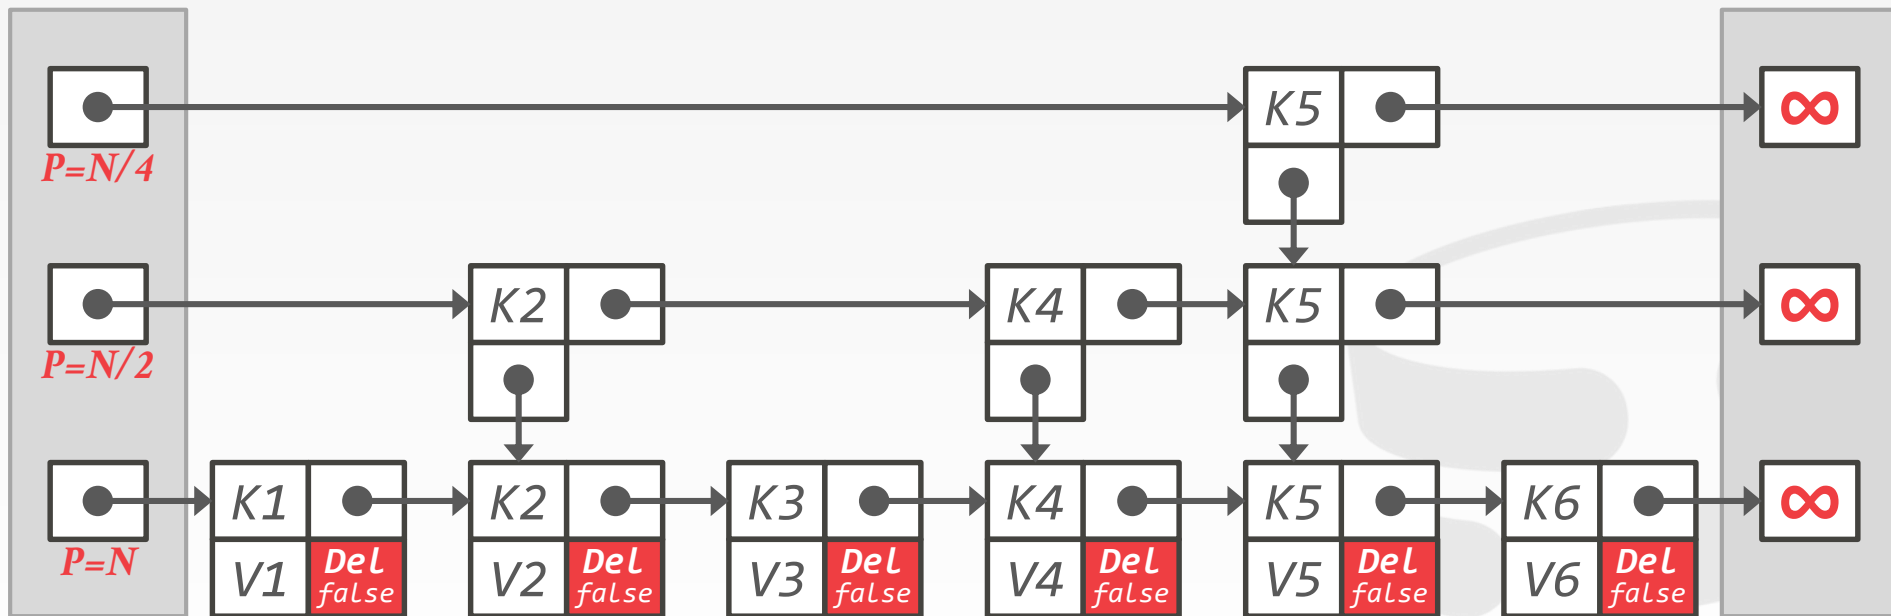 K5 ∞
P=N/4
K2 K4 K5 ∞
P=N/2
K1 K2 K3 K4 K5 K6 ∞
P=N
V1 Del false V2 Del false V3 Del false V4 Del false V5 Del false V6 Del false